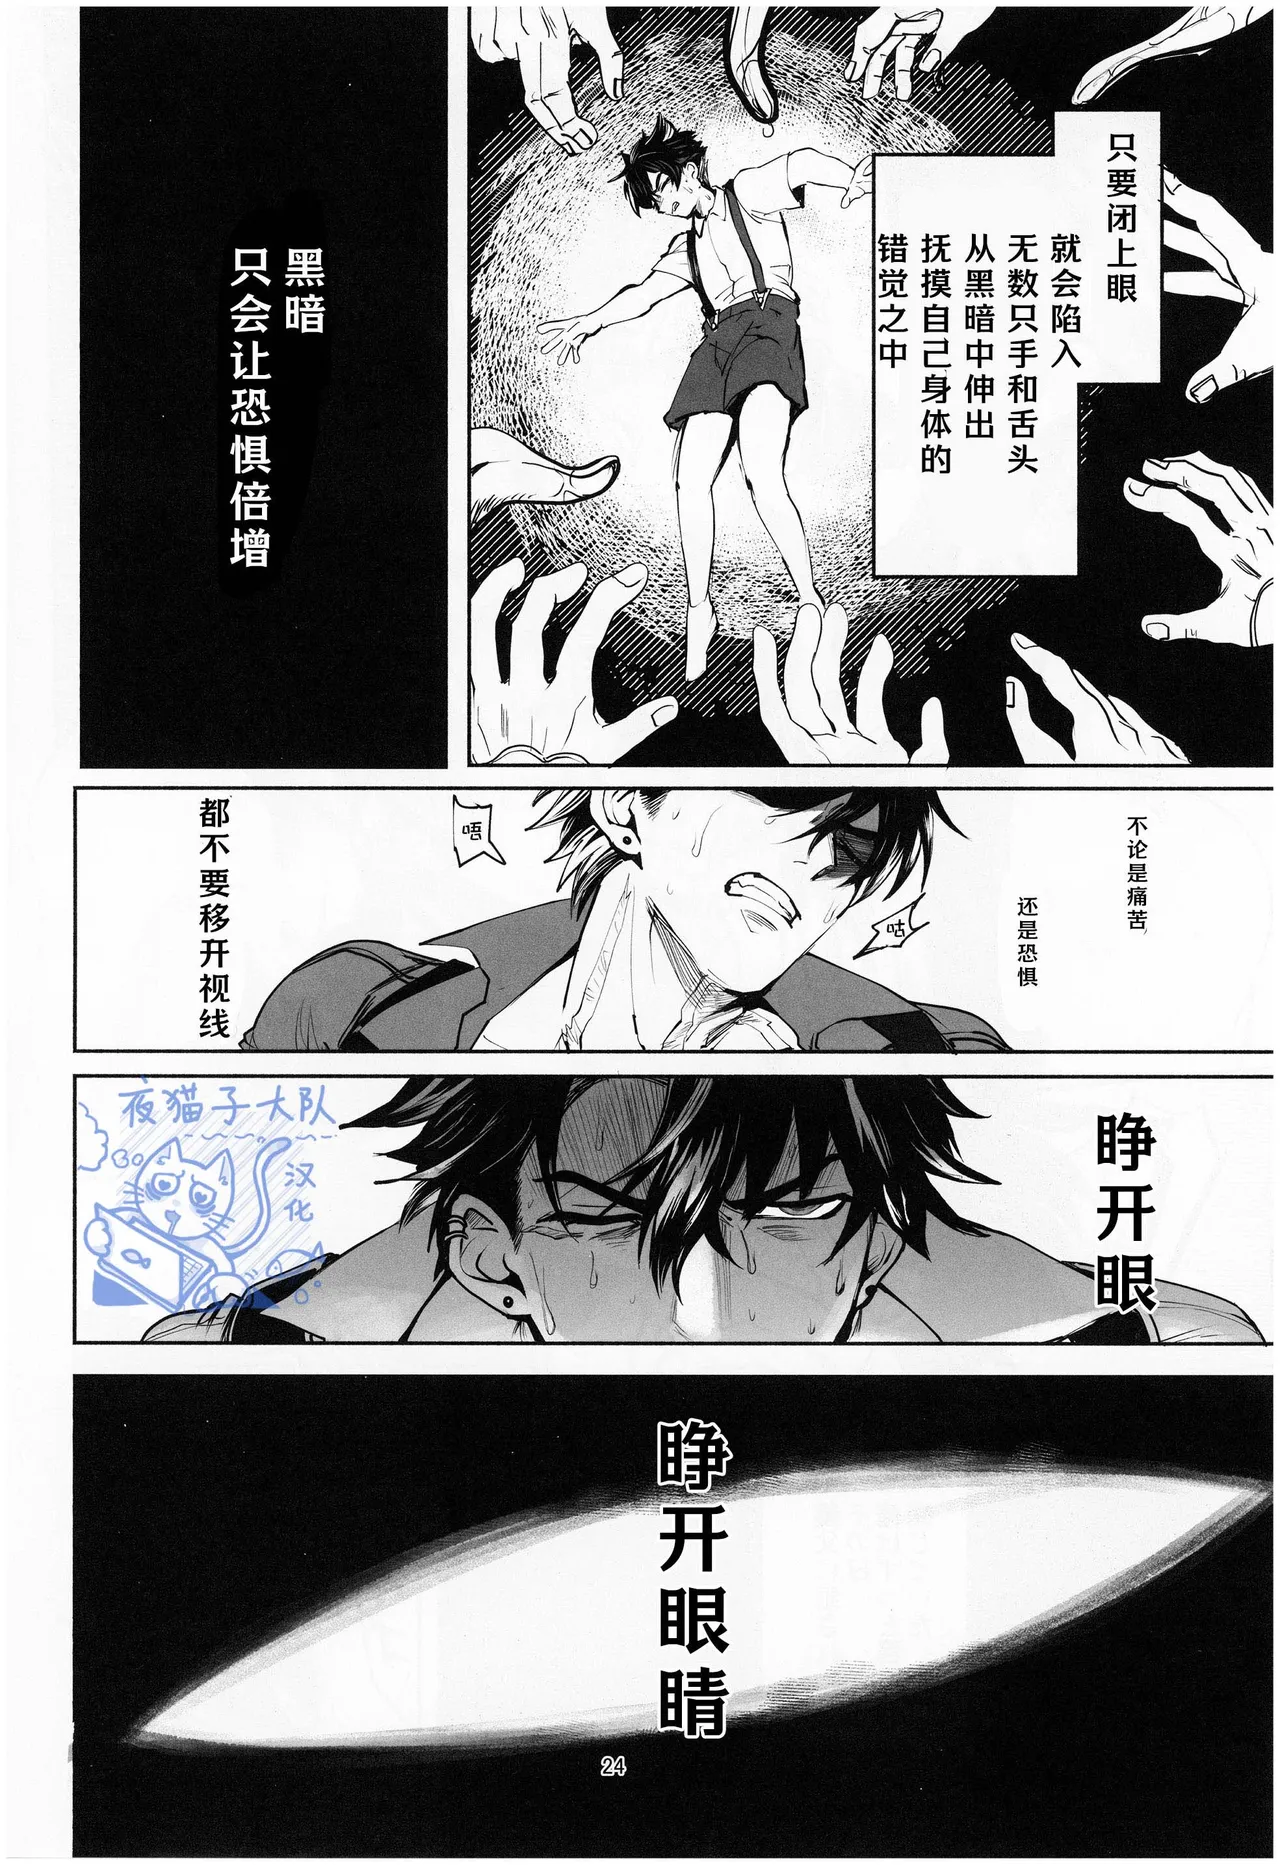 只要闭上眼
就会陷入
无数只手和舌头
从黑暗中伸出
抚摸自己身体的
错觉之中
黑暗
只会让恐惧倍增
不论是痛苦
还是恐惧
咕
唔
都不要移开视线
睁开眼
夜猫子大队
汉化
睁开眼睛
24